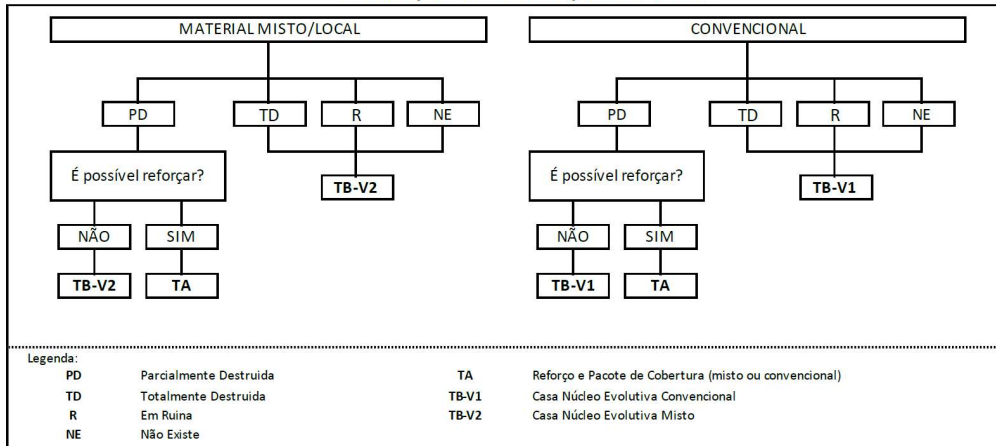 MATERIAL MISTO/LOCAL CONVENCIONAL
PD TD R NE PD TD R NE
É possível reforçar? TB-V2 É possível reforçar? TB-V1
NÃO SIM NÃO SIM
TB-V2 TA TB-V1 TA
Legenda:
PD Parcialmente Destruida TA Reforço e Pacote de Cobertura (misto ou convencional)
TD Totalmente Destruida TB-V1 Casa Núcleo Evolutiva Convencional
R Em Ruina TB-V2 Casa Núcleo Evolutiva Misto
NE Não Existe